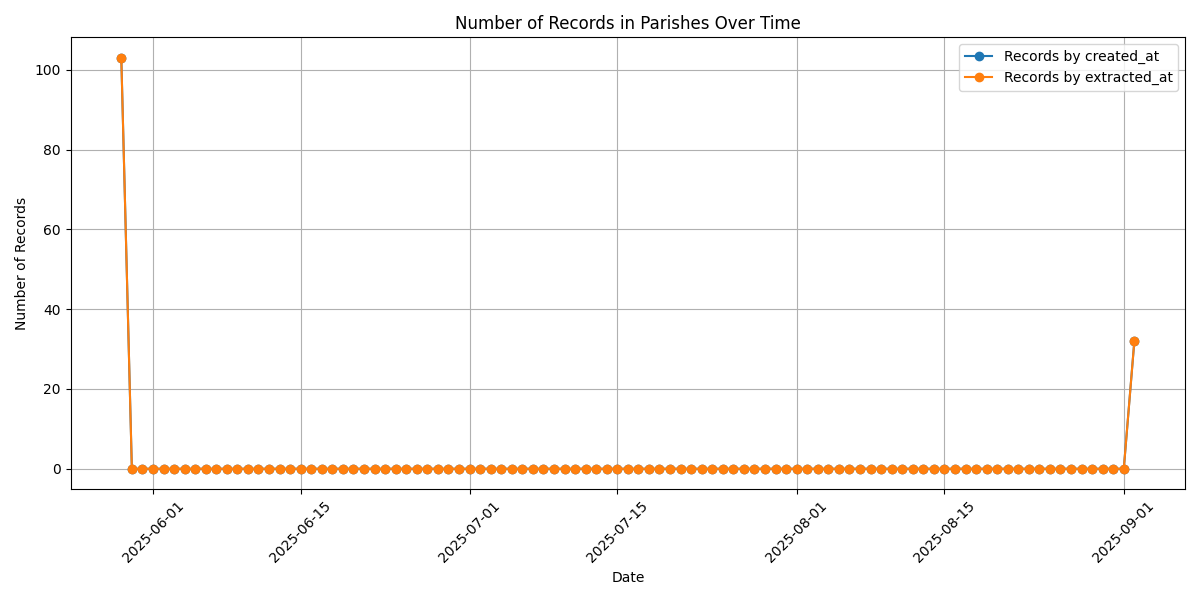 Number of Records in Parishes Over Time
Records by created_at
Records by extracted_at
Number of Records
100
80
60
40
20
0
2025-06-01
2025-06-15
2025-07-01
2025-07-15
2025-08-01
2025-08-15
2025-09-01
Date